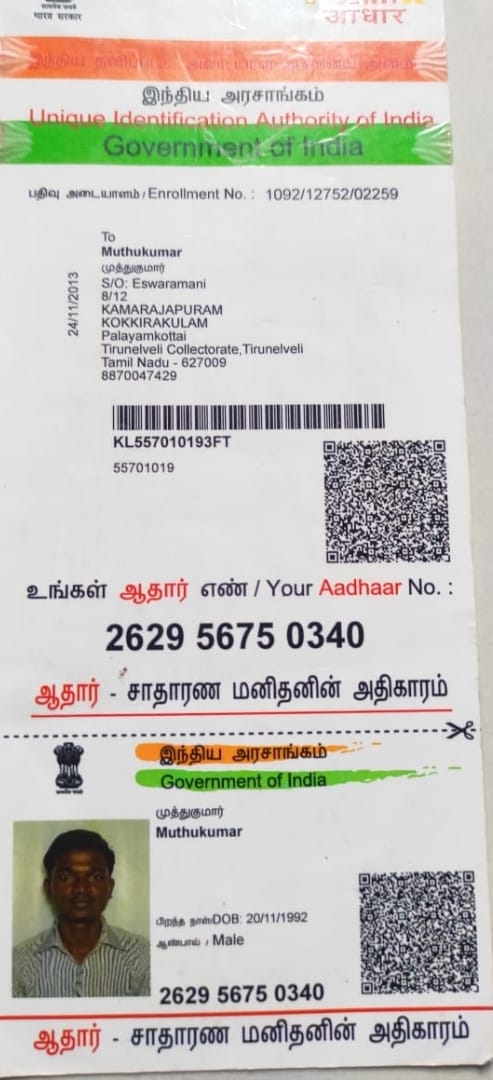 भारत सरकार
आधार
இந்திய அரசாங்கம்
Unique Identification Authority of India
Government of India
பதிவு அடையாளம் / Enrollment No. : 1092/12752/02259
24/11/2013
To
Muthukumar
முத்துகுமார்
S/O: Eswaramani
8/12
KAMARAJAPURAM
KOKKIRAKULAM
Palayamkottai
Tirunelveli Collectorate,Tirunelveli
Tamil Nadu - 627009
8870047429
KL557010193FT
55701019
உங்கள் ஆதார் எண் / Your Aadhaar No. :
2629 5675 0340
ஆதார் - சாதாரண மனிதனின் அதிகாரம்
இந்திய அரசாங்கம்
Government of India
முத்துகுமார்
Muthukumar
பிறந்த நாள்/DOB: 20/11/1992
ஆண்பால் / Male
2629 5675 0340
ஆதார் - சாதாரண மனிதனின் அதிகாரம்